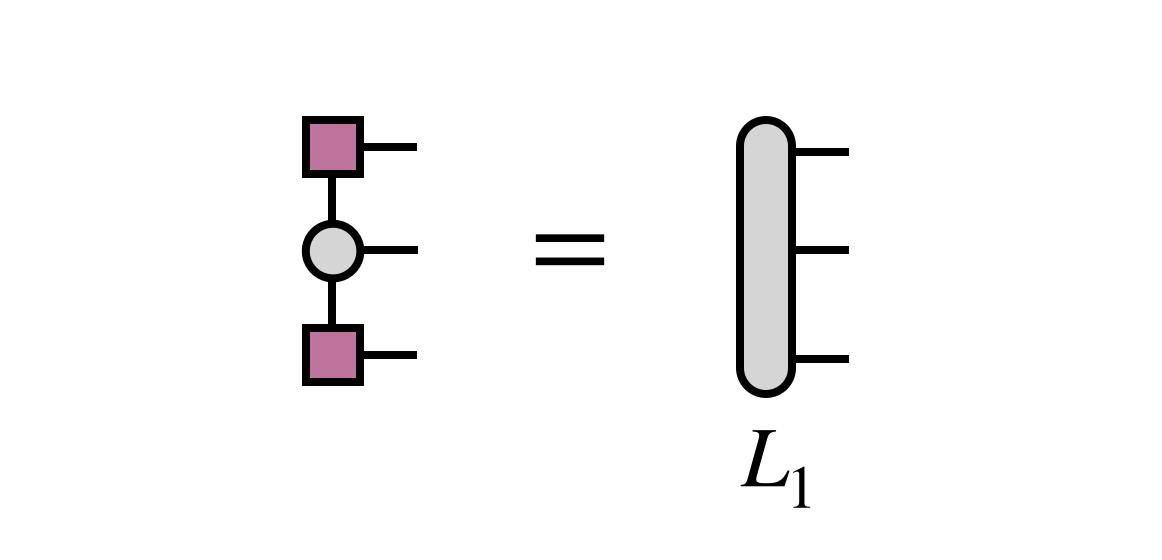 =
L₁